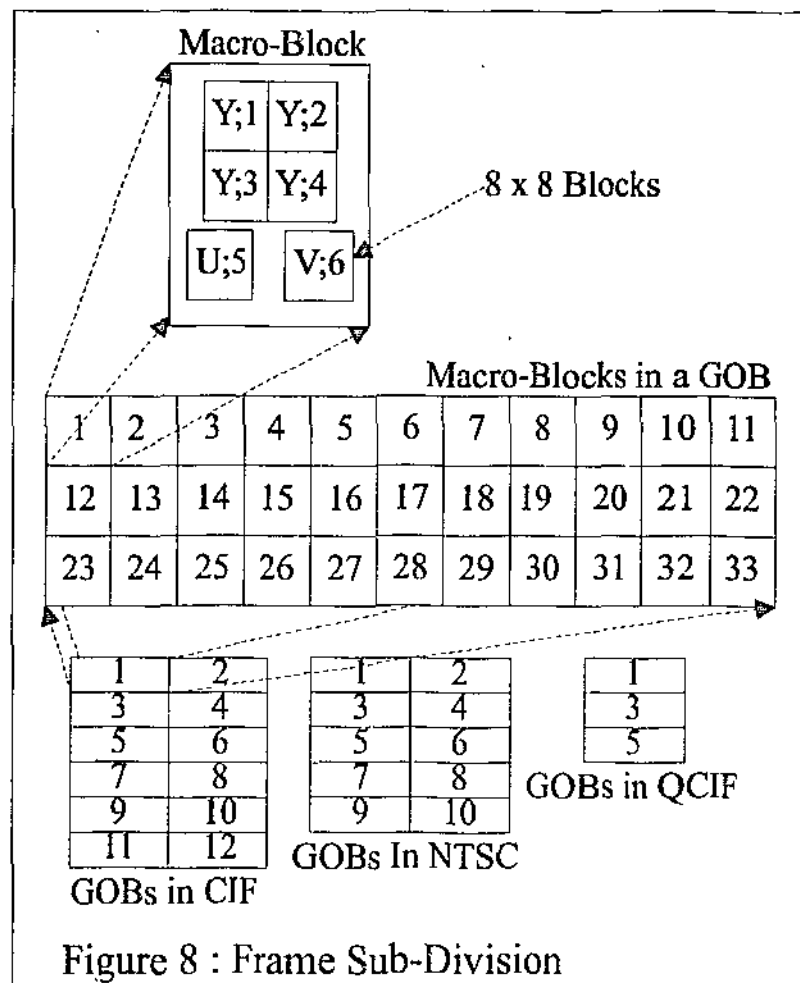 Macro-Block
Y;1 Y;2
Y;3 Y;4
8 x 8 Blocks
U;5 V;6
Macro-Blocks in a GOB
1 2 3 4 5 6 7 8 9 10 11
12 13 14 15 16 17 18 19 20 21 22
23 24 25 26 27 28 29 30 31 32 33
1 2
3 4
5 6
7 8
9 10
11 12
GOBs in CIF
1 2
3 4
5 6
7 8
9 10
GOBs In NTSC
1
3
5
GOBs in QCIF
Figure 8 : Frame Sub-Division